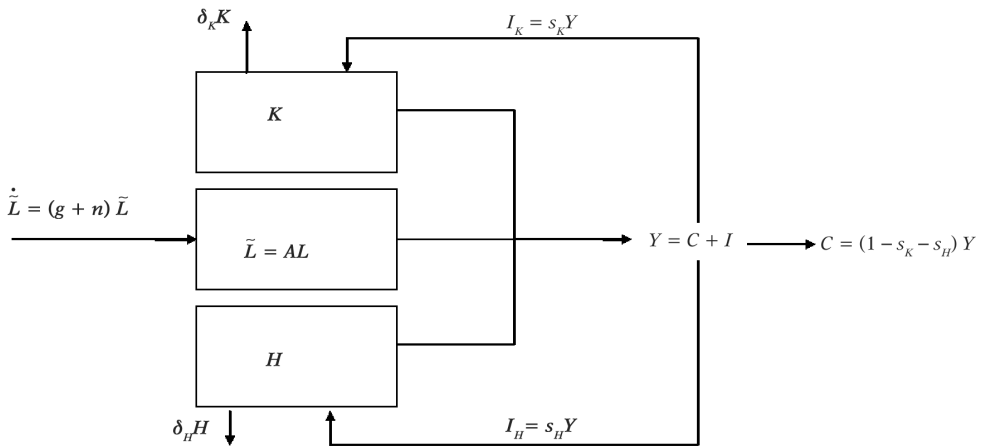 δ_K K
I_K = s_K Y
K
L̃̇ = (g + n) L̃
L̃ = AL
Y = C + I
C = (1 – s_K – s_H) Y
H
δ_H H
I_H = s_H Y